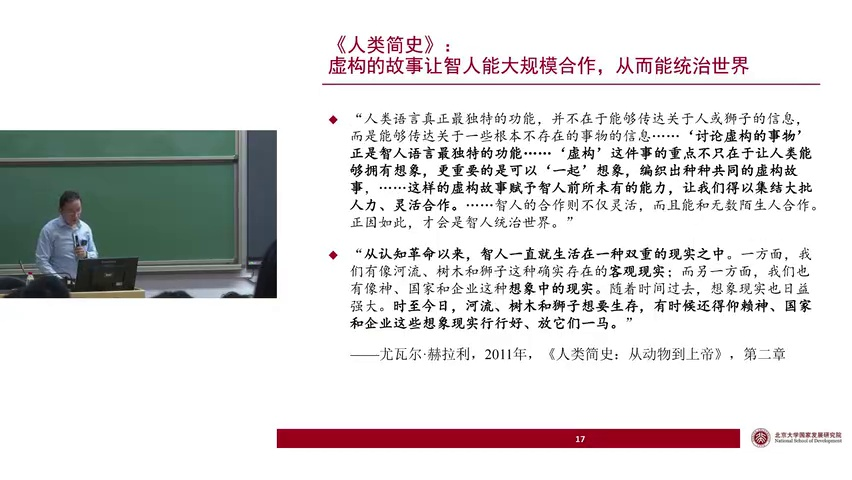 《人类简史》：
虚构的故事让智人能大规模合作，从而能统治世界
“人类语言真正最独特的功能，并不在于能够传达关于人或狮子的信息，
而是能够传达关于一些根本不存在的事物的信息……‘讨论虚构的事物’
正是智人语言最独特的功能……‘虚构’这件事的重点不只在于让人类能
够拥有想象，更重要的是可以‘一起’想象，编织出种种共同的虚构故
事，……这样的虚构故事赋予智人前所未有的能力，让我们得以集结大批
人力、灵活合作。……智人的合作则不仅灵活，而且能和无数陌生人合作。
正因如此，才会是智人统治世界。”
“从认知革命以来，智人一直就生活在一种双重的现实之中。一方面，我
们有像河流、树木和狮子这种确实存在的客观现实；而另一方面，我们也
有像神、国家和企业这种想象中的现实。随着时间过去，想象现实也日益
强大。时至今日，河流、树木和狮子想要生存，有时候还得仰赖神、国家
和企业这些想象现实行行好、放它们一马。”
——尤瓦尔·赫拉利，2011年，《人类简史：从动物到上帝》，第二章
17
北京大学国家发展研究院
National School of Development